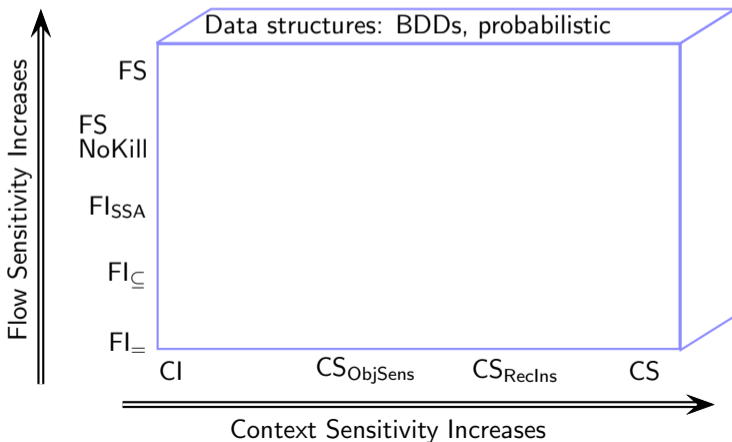 Data structures: BDDs, probabilistic
Flow Sensitivity Increases
FS
FS
NoKill
FI_SSA
FI_⊆
FI_=
CI CS_ObjSens CS_RecIns CS
Context Sensitivity Increases